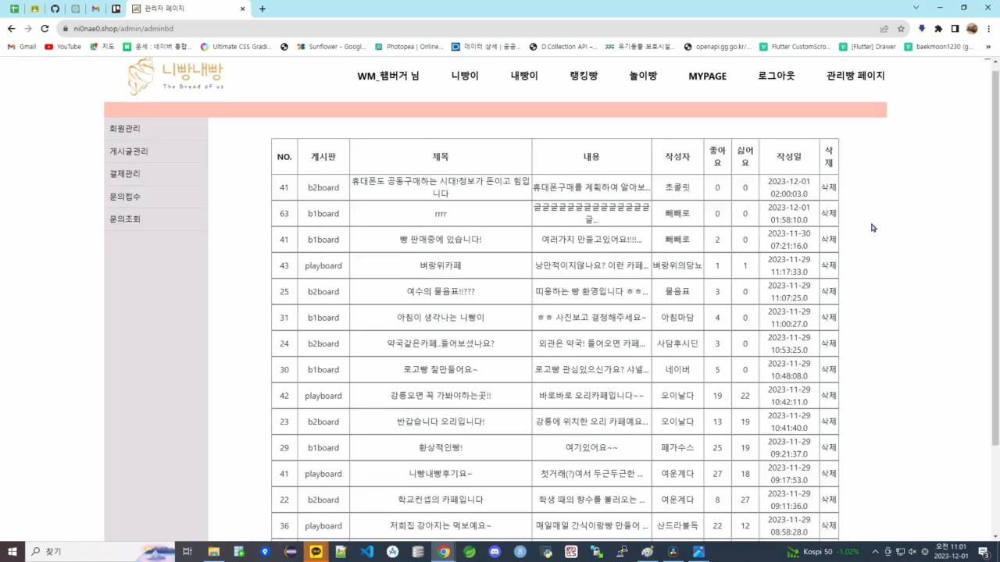 관리자 페이지
ni0nae0.shop/admin/adminbd
Gmail
YouTube
지도
운세 : 네이버 통합...
Ultimate CSS Gradi...
Sunflower - Googl...
Photopea | Online...
데이터 상세 | 공공...
D.Collection API –...
유기동물 보호시설...
openapi.gg.go.kr/...
Flutter CustomScro...
[Flutter] Drawer
baekmoon1230 (g...
니빵내빵
The Bread of us
WM_햄버거 님 니빵이 내빵이 랭킹빵 놀이빵 MYPAGE 로그아웃 관리빵 페이지
회원관리
게시글관리
결제관리
문의접수
문의조회
NO. 게시판 제목 내용 작성자 좋아요 싫어요 작성일 삭제
41 b2board 휴대폰도 공동구매하는 시대!정보가 돈이고 힘입니다 휴대폰구매를 계획하여 알아보... 초콜릿 0 0 2023-12-01 02:00:03.0 삭제
63 b1board rrrr 글글글글글글글글글글글글글글글... 빼빼로 0 0 2023-12-01 01:58:10.0 삭제
41 b1board 빵 판매중에 있습니다! 여러가지 만들고있어요!!!!... 빼빼로 2 0 2023-11-30 07:21:16.0 삭제
43 playboard 벼랑위카페 낭만적이지않나요? 이런 카페... 벼랑위의당뇨 1 1 2023-11-29 11:17:33.0 삭제
25 b2board 여수의 물음표!!??? 띠옹하는 빵 환영입니다 ㅎㅎ... 물음표 3 0 2023-11-29 11:07:25.0 삭제
31 b1board 아침이 생각나는 니빵이 ㅎㅎ 사진보고 결정해주세요~ 아침마담 4 0 2023-11-29 11:00:27.0 삭제
24 b2board 약국같은카페..들어보셨나요? 외관은 약국! 들어오면 카페... 사담후시딘 3 0 2023-11-29 10:53:25.0 삭제
30 b1board 로고빵 잘만들어요~ 로고빵 관심있으신가요? 샤넬... 네이버 5 0 2023-11-29 10:48:08.0 삭제
42 playboard 강릉오면 꼭 가봐야하는곳!! 바로바로 오리카페입니다~~ 오이날다 19 22 2023-11-29 10:42:11.0 삭제
23 b2board 반갑습니다 오리입니다! 강릉에 위치한 오리 카페예요... 오이날다 13 19 2023-11-29 10:41:40.0 삭제
29 b1board 환상적인빵! 여기있어요~~ 페가수스 25 19 2023-11-29 09:21:37.0 삭제
41 playboard 니빵내빵후기요~ 첫거래(?)여서 두근두근한 ... 여운계다 27 18 2023-11-29 09:17:53.0 삭제
22 b2board 학교컨셉의 카페입니다 학생 때의 향수를 불러오는 ... 여운계다 8 27 2023-11-29 09:11:36.0 삭제
36 playboard 저희집 강아지는 먹보예요~ 매일매일 간식이랑빵 만들어 ... 산드라불독 22 12 2023-11-29 08:58:28.0 삭제
찾기
Kospi 50 -1.02%
오전 11:01
2023-12-01